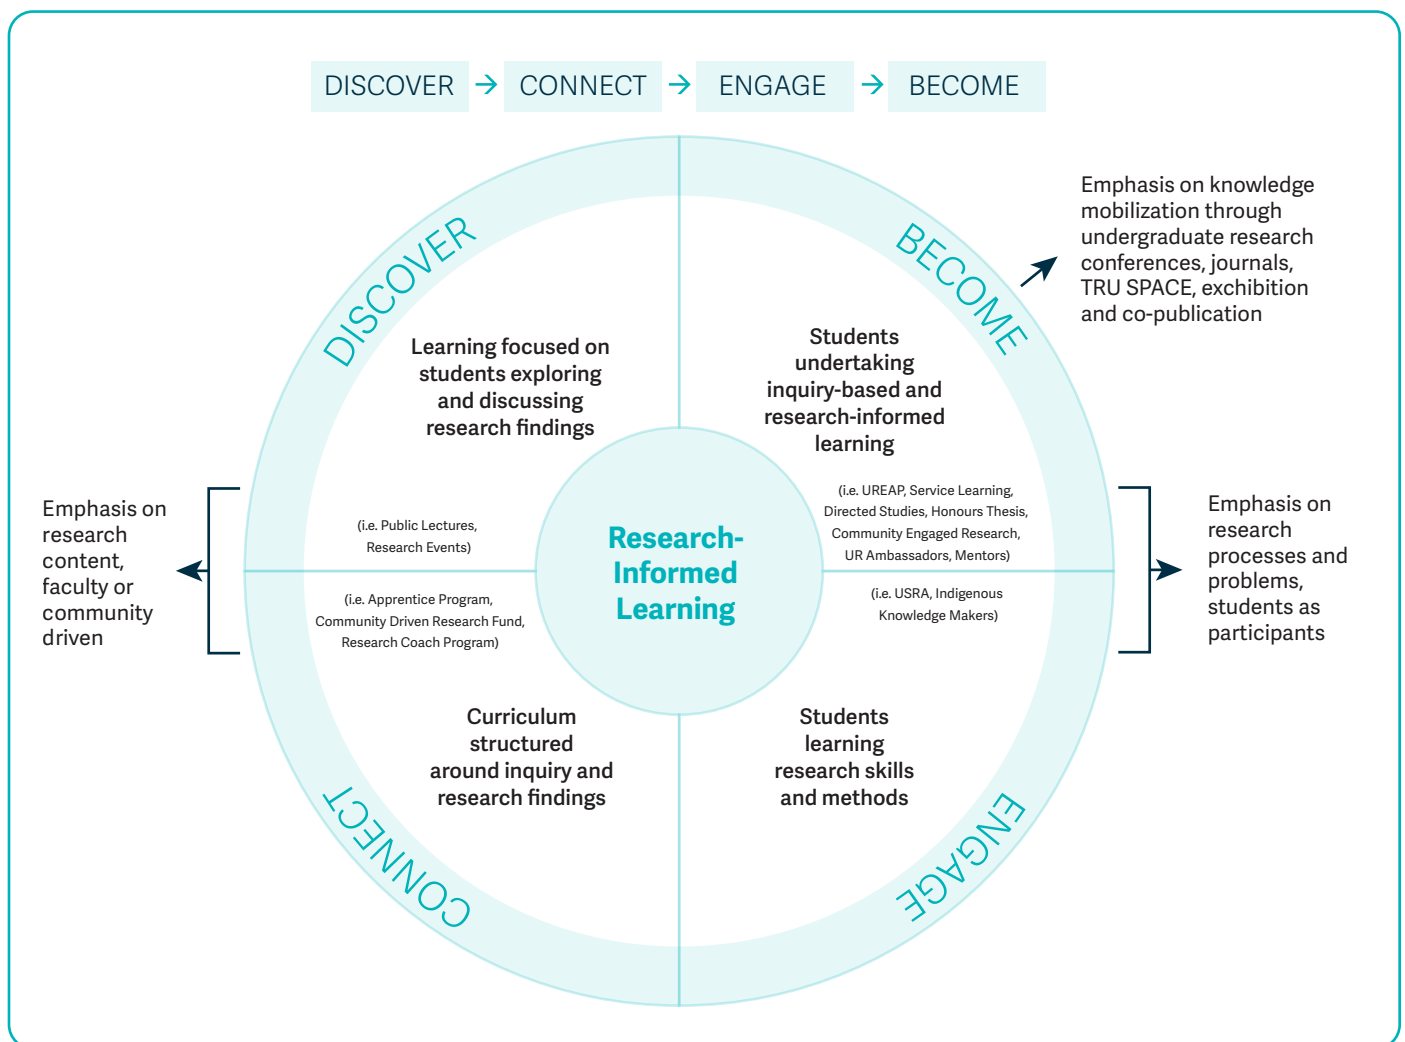 DISCOVER → CONNECT → ENGAGE → BECOME
DISCOVER
Learning focused on
students exploring
and discussing
research findings
(i.e. Public Lectures,
Research Events)
BECOME
Students
undertaking
inquiry-based and
research-informed
learning
(i.e. UREAP, Service Learning,
Directed Studies, Honours Thesis,
Community Engaged Research,
UR Ambassadors, Mentors)
Emphasis on knowledge
mobilization through
undergraduate research
conferences, journals,
TRU SPACE, exchibition
and co-publication
Emphasis on
research
content,
faculty or
community
driven
Research-
Informed
Learning
Emphasis on
research
processes and
problems,
students as
participants
(i.e. Apprentice Program,
Community Driven Research Fund,
Research Coach Program)
Curriculum
structured
around inquiry and
research findings
CONNECT
(i.e. USRA, Indigenous
Knowledge Makers)
Students
learning
research skills
and methods
ENGAGE